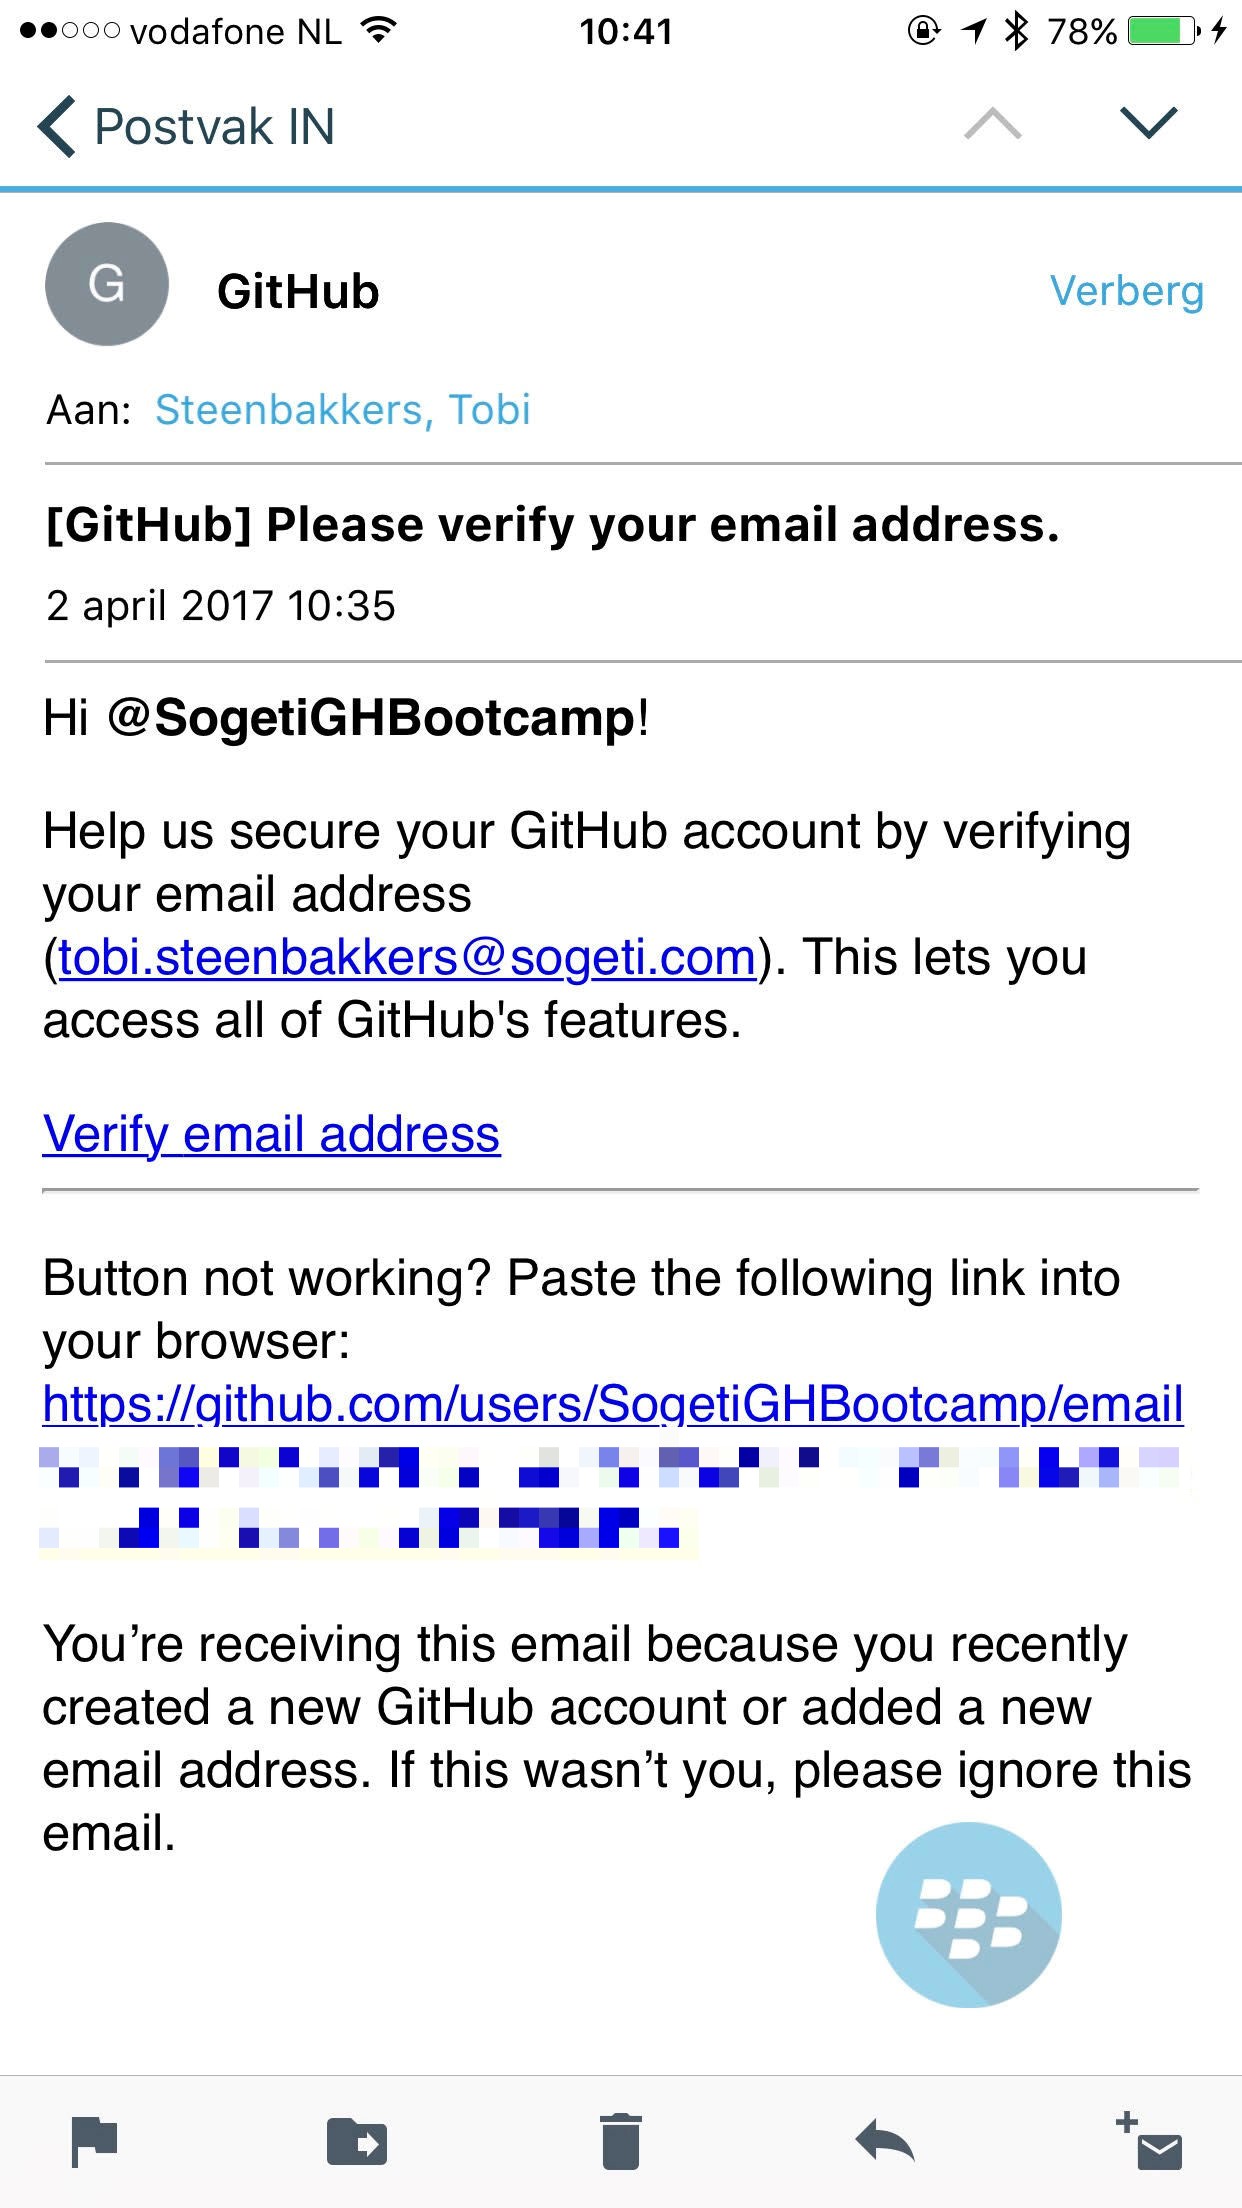 vodafone NL 10:41 78%
Postvak IN
G GitHub Verberg
Aan: Steenbakkers, Tobi
[GitHub] Please verify your email address.
2 april 2017 10:35
Hi @SogetiGHBootcamp!
Help us secure your GitHub account by verifying
your email address
(tobi.steenbakkers@sogeti.com). This lets you
access all of GitHub's features.
Verify email address
Button not working? Paste the following link into
your browser:
https://github.com/users/SogetiGHBootcamp/email
You’re receiving this email because you recently
created a new GitHub account or added a new
email address. If this wasn’t you, please ignore this
email.